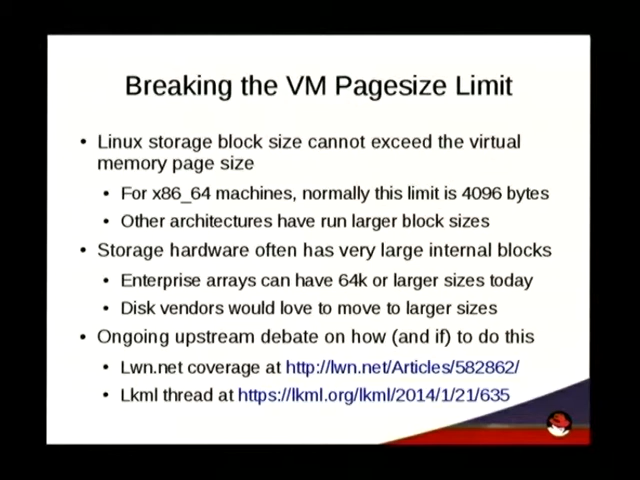 Breaking the VM Pagesize Limit
• Linux storage block size cannot exceed the virtual
memory page size
• For x86_64 machines, normally this limit is 4096 bytes
• Other architectures have run larger block sizes
• Storage hardware often has very large internal blocks
• Enterprise arrays can have 64k or larger sizes today
• Disk vendors would love to move to larger sizes
• Ongoing upstream debate on how (and if) to do this
• Lwn.net coverage at http://lwn.net/Articles/582862/
• Lkml thread at https://lkml.org/lkml/2014/1/21/635